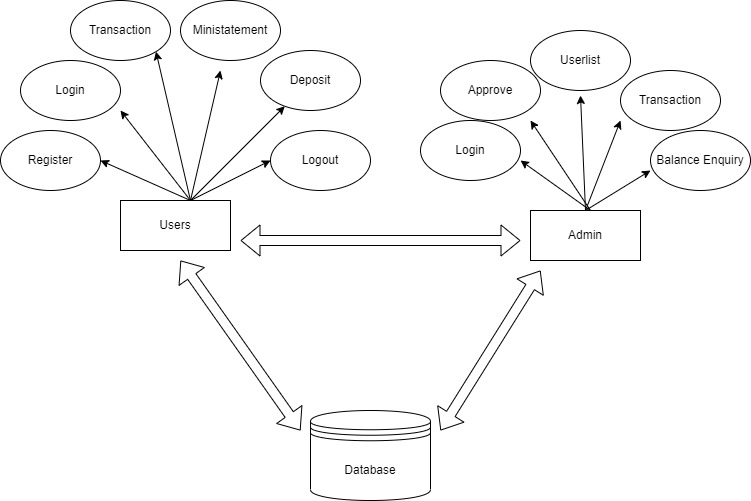 Transaction
Ministatement
Userlist
Deposit
Login
Approve
Transaction
Register
Logout
Login
Balance Enquiry
Users
Admin
Database